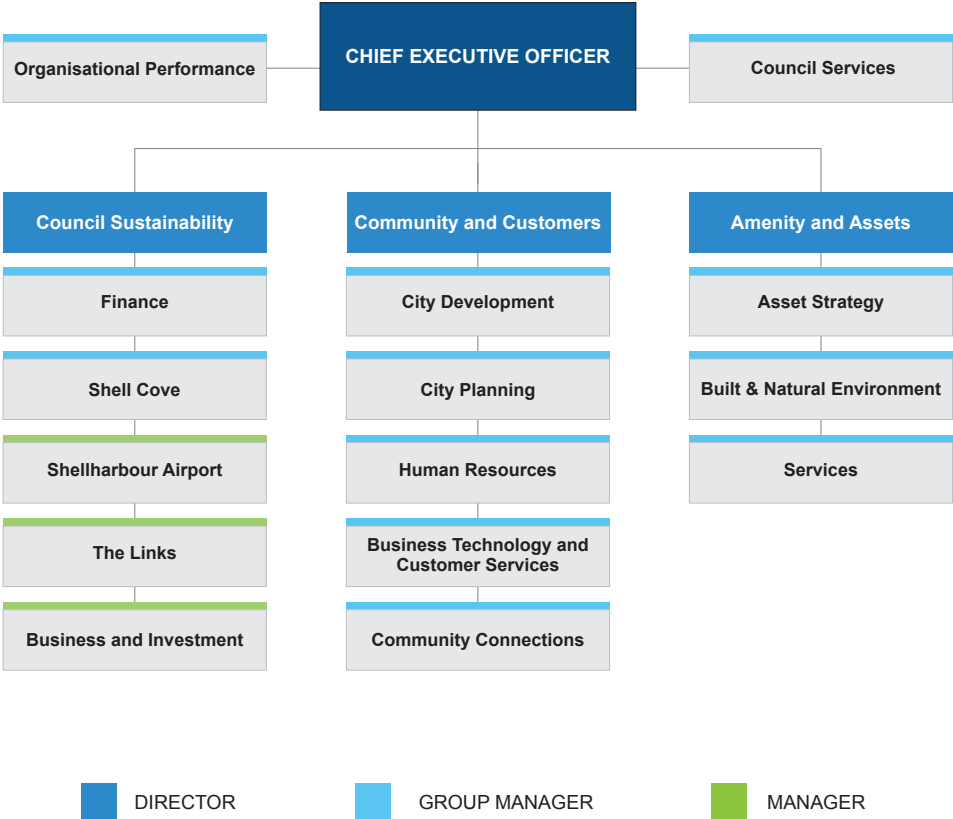 CHIEF EXECUTIVE OFFICER
Organisational Performance
Council Services
Council Sustainability
Community and Customers
Amenity and Assets
Finance
City Development
Asset Strategy
Shell Cove
City Planning
Built & Natural Environment
Shellharbour Airport
Human Resources
Services
The Links
Business Technology and
Customer Services
Business and Investment
Community Connections
DIRECTOR
GROUP MANAGER
MANAGER